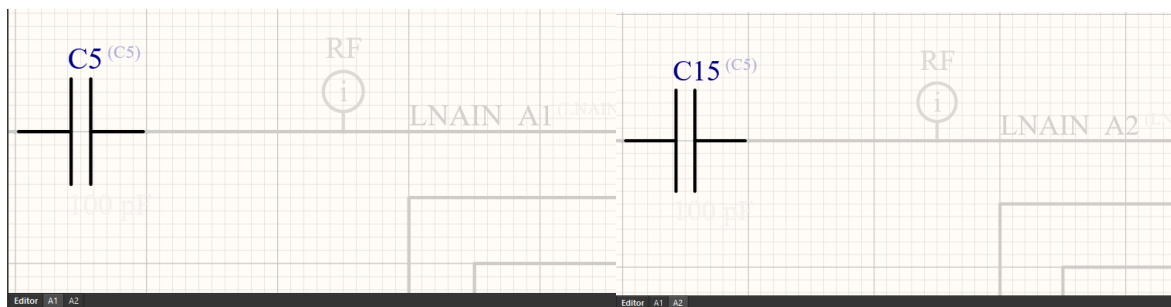 C5 (C5)
RF
i
LNAIN A1
100 pF
Editor A1 A2
C15 (C5)
RF
i
LNAIN A2
100 pF
Editor A1 A2